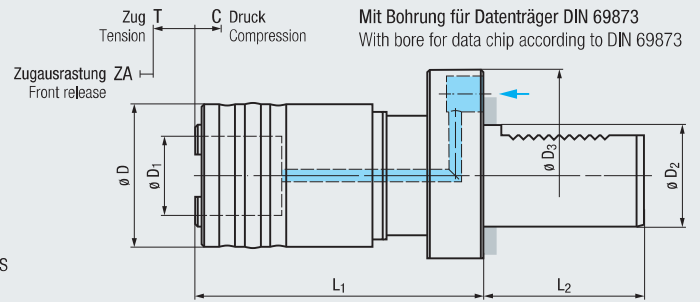 Zug T C Druck
Tension Compression
Mit Bohrung für Datenträger DIN 69873
With bore for data chip according to DIN 69873
Zugausrastung ZA
Front release
ø D
ø D1
ø D3
ø D2
S
L1
L2